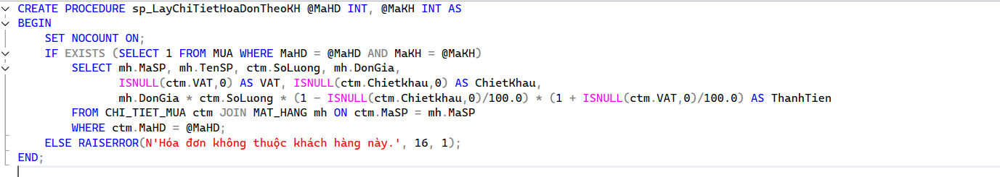 CREATE PROCEDURE sp_LayChiTietHoaDonTheoKH @MaHD INT, @MaKH INT AS
BEGIN
    SET NOCOUNT ON;
    IF EXISTS (SELECT 1 FROM MUA WHERE MaHD = @MaHD AND MaKH = @MaKH)
        SELECT mh.MaSP, mh.TenSP, ctm.SoLuong, mh.DonGia,
               ISNULL(ctm.VAT,0) AS VAT, ISNULL(ctm.Chietkhau,0) AS ChietKhau,
               mh.DonGia * ctm.SoLuong * (1 - ISNULL(ctm.Chietkhau,0)/100.0) * (1 + ISNULL(ctm.VAT,0)/100.0) AS ThanhTien
        FROM CHI_TIET_MUA ctm JOIN MAT_HANG mh ON ctm.MaSP = mh.MaSP
        WHERE ctm.MaHD = @MaHD;
    ELSE RAISERROR(N'Hóa đơn không thuộc khách hàng này.', 16, 1);
END;